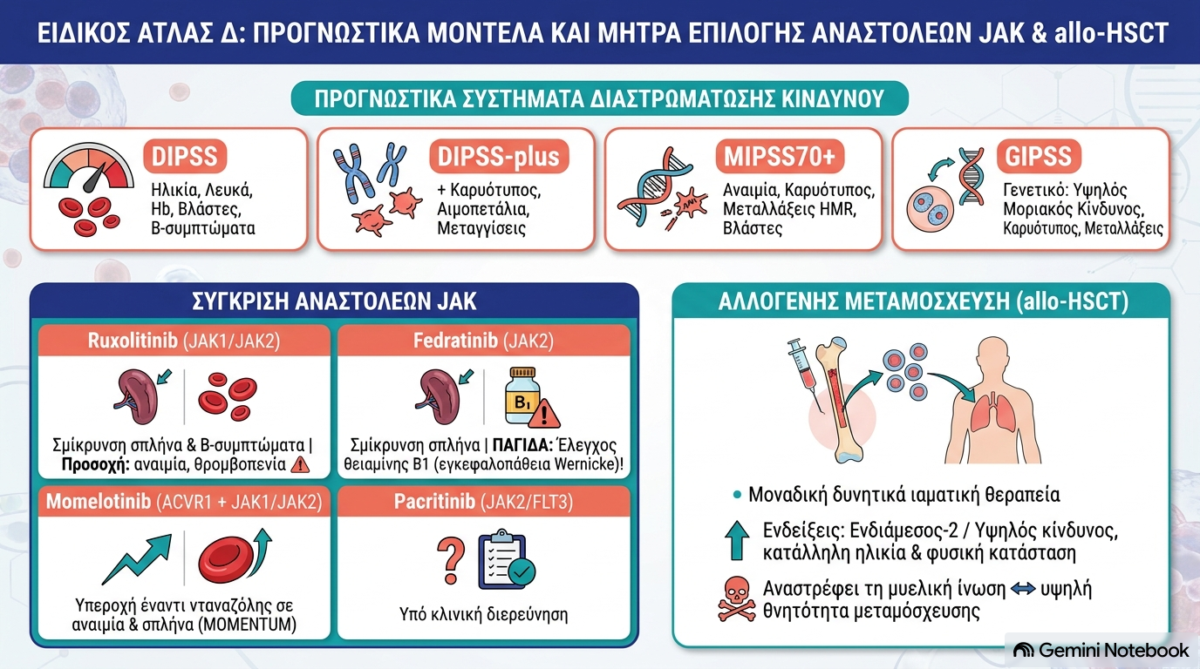 ΕΙΔΙΚΟΣ ΑΤΛΑΣ Δ: ΠΡΟΓΝΩΣΤΙΚΑ ΜΟΝΤΕΛΑ ΚΑΙ ΜΗΤΡΑ ΕΠΙΛΟΓΗΣ ΑΝΑΣΤΟΛΕΩΝ JAK & allo-HSCT
ΠΡΟΓΝΩΣΤΙΚΑ ΣΥΣΤΗΜΑΤΑ ΔΙΑΣΤΡΩΜΑΤΩΣΗΣ ΚΙΝΔΥΝΟΥ
DIPSS
Ηλικία, Λευκά,
Hb, Βλάστες,
Β-συμπτώματα
DIPSS-plus
+ Καρυότυπος,
Αιμοπετάλια,
Μεταγγίσεις
MIPSS70+
Αναιμία, Καρυότυπος,
Μεταλλάξεις HMR,
Βλάστες
GIPSS
Γενετικό: Υψηλός
Μοριακός Κίνδυνος,
Καρυότυπος, Μεταλλάξεις
ΣΥΓΚΡΙΣΗ ΑΝΑΣΤΟΛΕΩΝ JAK
Ruxolitinib (JAK1/JAK2)
Σμίκρυνση σπλήνα & Β-συμπτώματα |
Προσοχή: αναιμία, θρομβοπενία
Fedratinib (JAK2)
B1
Σμίκρυνση σπλήνα | ΠΑΓΙΔΑ: Έλεγχος
θειαμίνης Β1 (εγκεφαλοπάθεια Wernicke)!
Momelotinib (ACVR1 + JAK1/JAK2)
Υπεροχή έναντι νταναζόλης σε
αναιμία & σπλήνα (MOMENTUM)
Pacritinib (JAK2/FLT3)
?
Υπό κλινική διερεύνηση
ΑΛΛΟΓΕΝΗΣ ΜΕΤΑΜΟΣΧΕΥΣΗ (allo-HSCT)
• Μοναδική δυνητικά ιαματική θεραπεία
Ενδείξεις: Ενδιάμεσος-2 / Υψηλός κίνδυνος,
κατάλληλη ηλικία & φυσική κατάσταση
Αναστρέφει τη μυελική ίνωση ⇔ υψηλή
θνητότητα μεταμόσχευσης
Gemini Notebook